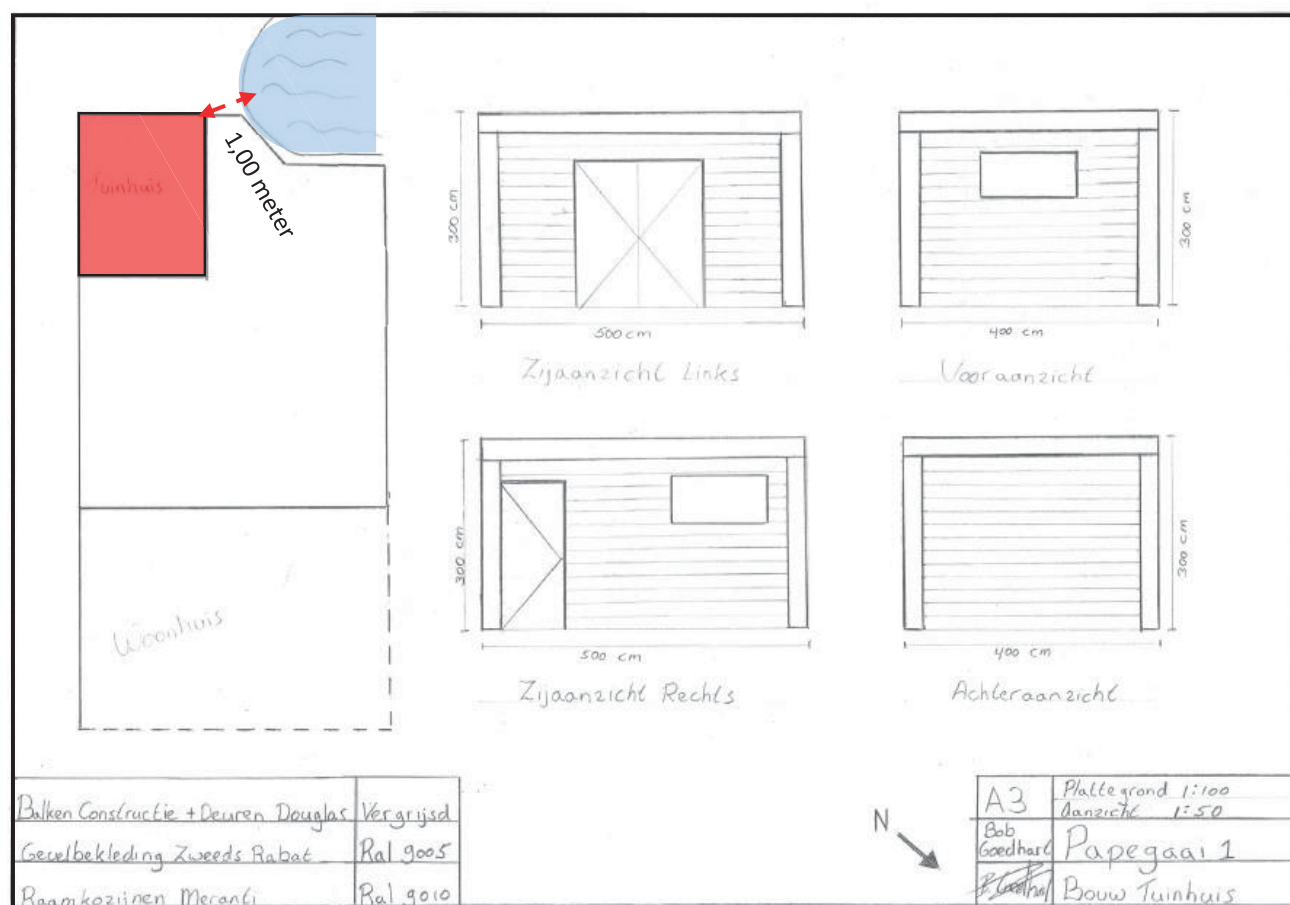 Tuinhuis
1,00 meter
Woonhuis
300 cm
500 cm
Zijaanzicht Links
300 cm
400 cm
Vooraanzicht
300 cm
500 cm
Zijaanzicht Rechts
300 cm
400 cm
Achteraanzicht
Balken Constructie + Deuren Douglas Vergrijsd
Gevelbekleding Zweeds Rabat Ral 9005
Raamkozijnen Meranti Ral 9010
N
A3
Plattegrond 1:100
Aanzicht 1:50
Bob
Goedhart
Papegaai 1
Bouw Tuinhuis